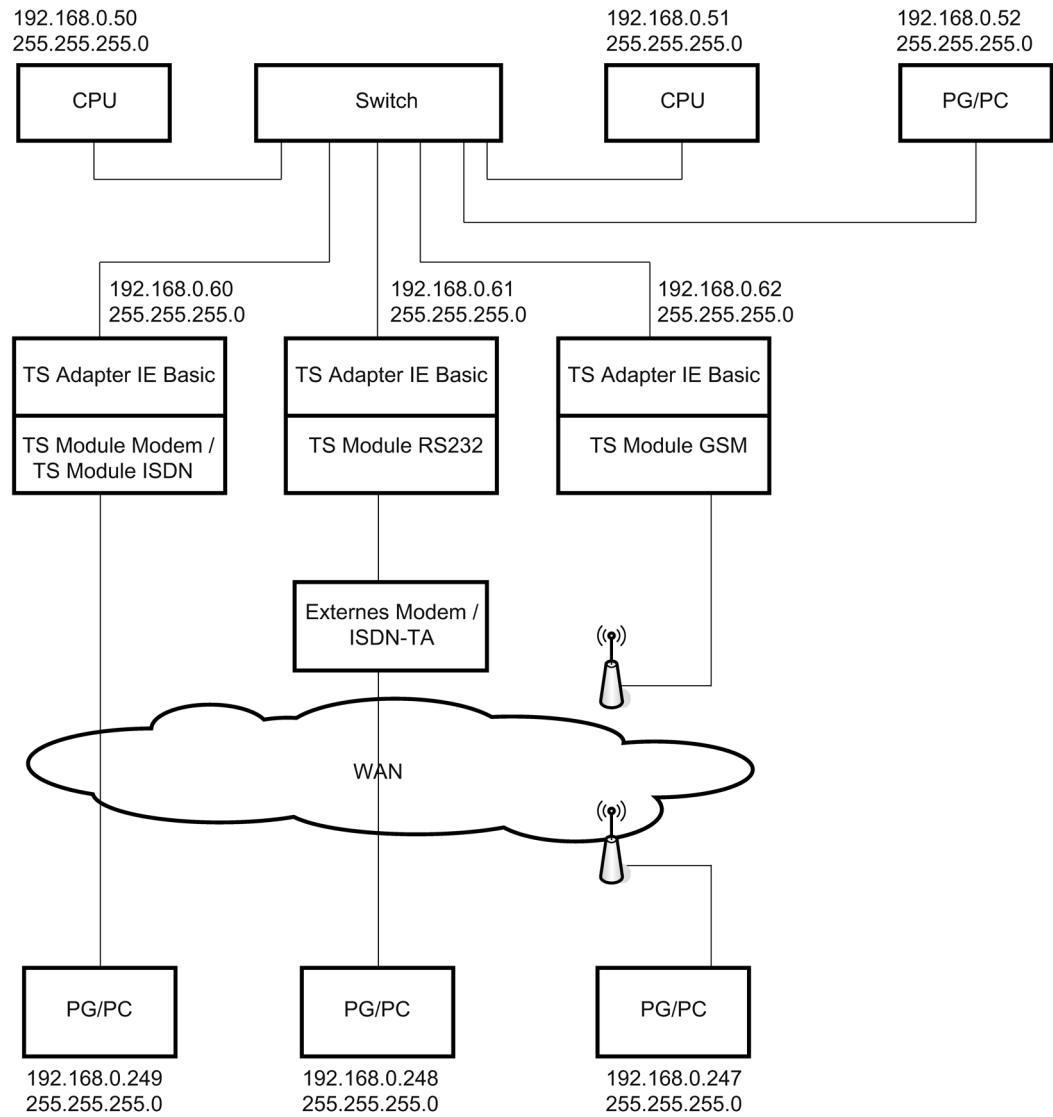 192.168.0.50
255.255.255.0
192.168.0.51
255.255.255.0
192.168.0.52
255.255.255.0
CPU
Switch
CPU
PG/PC
192.168.0.60
255.255.255.0
192.168.0.61
255.255.255.0
192.168.0.62
255.255.255.0
TS Adapter IE Basic
TS Module Modem /
TS Module ISDN
TS Adapter IE Basic
TS Module RS232
TS Adapter IE Basic
TS Module GSM
Externes Modem /
ISDN-TA
WAN
PG/PC
192.168.0.249
255.255.255.0
PG/PC
192.168.0.248
255.255.255.0
PG/PC
192.168.0.247
255.255.255.0